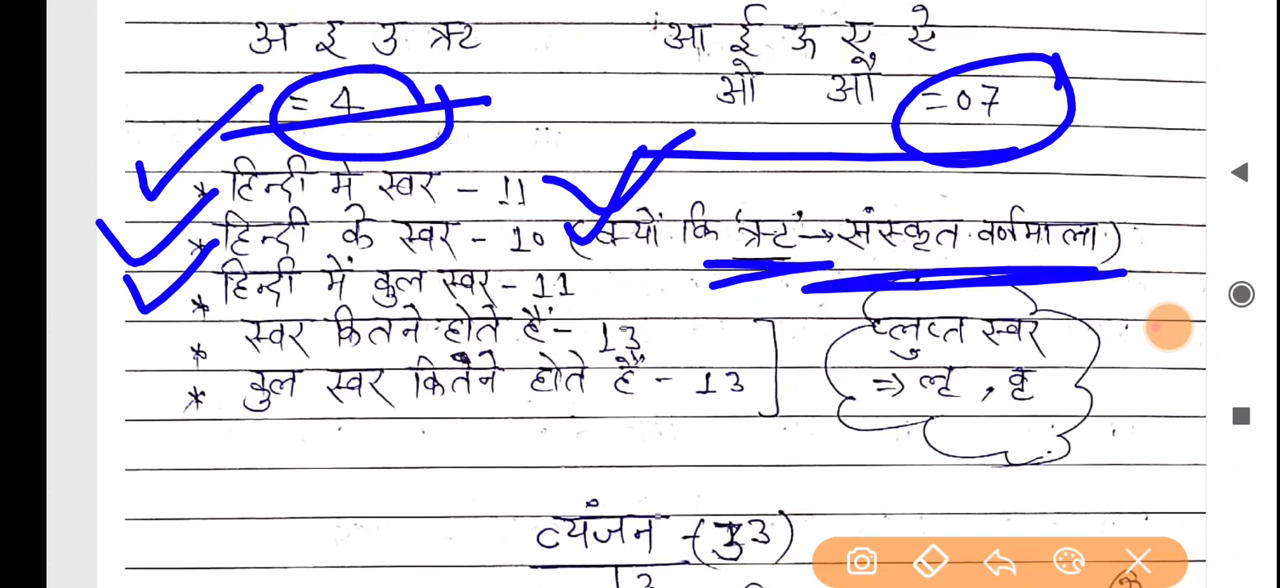 अ इ उ ऋ आ ई ऊ ए ऐ
ओ औ
= 4 = 07
* हिन्दी मे स्वर - 11
* हिन्दी के स्वर - 10 (क्यों कि 'ऋ' → संस्कृत वर्णमाला)
* हिन्दी में कुल स्वर - 11
* स्वर कितने होते हैं - 13
* कुल स्वर कितने होते हैं - 13
प्लुप्त स्वर
⇒ लृ ,
व्यंजन - (33)